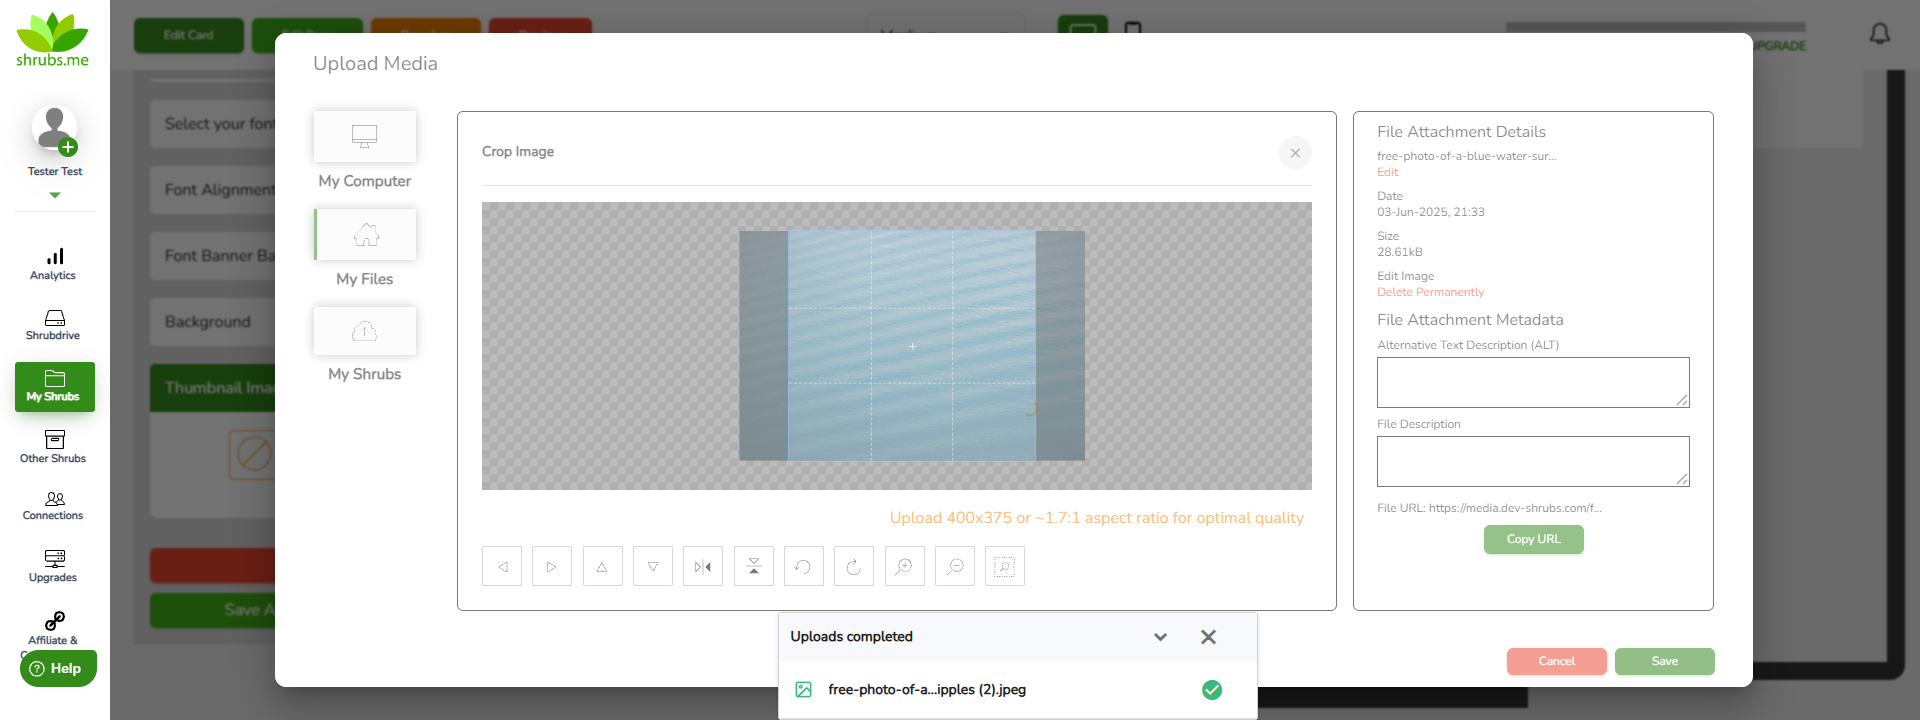 shrubs.me
Tester Test
Analytics
Shrubdrive
My Shrubs
Other Shrubs
Connections
Upgrades
Affiliate &
Help
Edit Card
UPGRADE
Select your font
Font Alignment
Font Banner Ba
Background
Thumbnail Imag
Save A
Upload Media
My Computer
My Files
My Shrubs
Crop Image
Upload 400x375 or ~1.7:1 aspect ratio for optimal quality
File Attachment Details
free-photo-of-a-blue-water-sur...
Edit
Date
03-Jun-2025, 21:33
Size
28.61kB
Edit Image
Delete Permanently
File Attachment Metadata
Alternative Text Description (ALT)
File Description
File URL: https://media.dev-shrubs.com/f...
Copy URL
Cancel
Save
Uploads completed
free-photo-of-a...ipples (2).jpeg